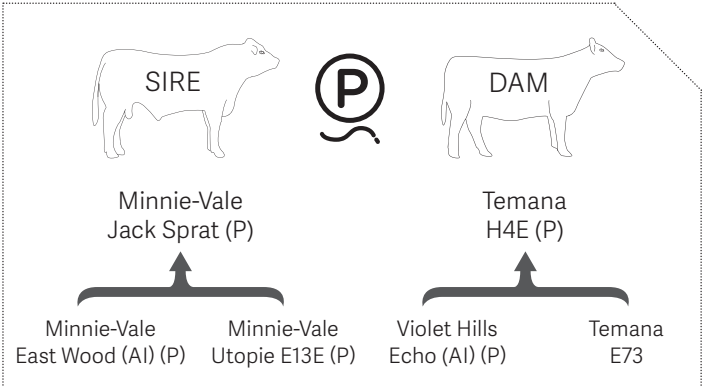 SIRE
P
DAM
Minnie-Vale
Jack Sprat (P)
Temana
H4E (P)
Minnie-Vale
East Wood (AI) (P)
Minnie-Vale
Utopie E13E (P)
Violet Hills
Echo (AI) (P)
Temana
E73